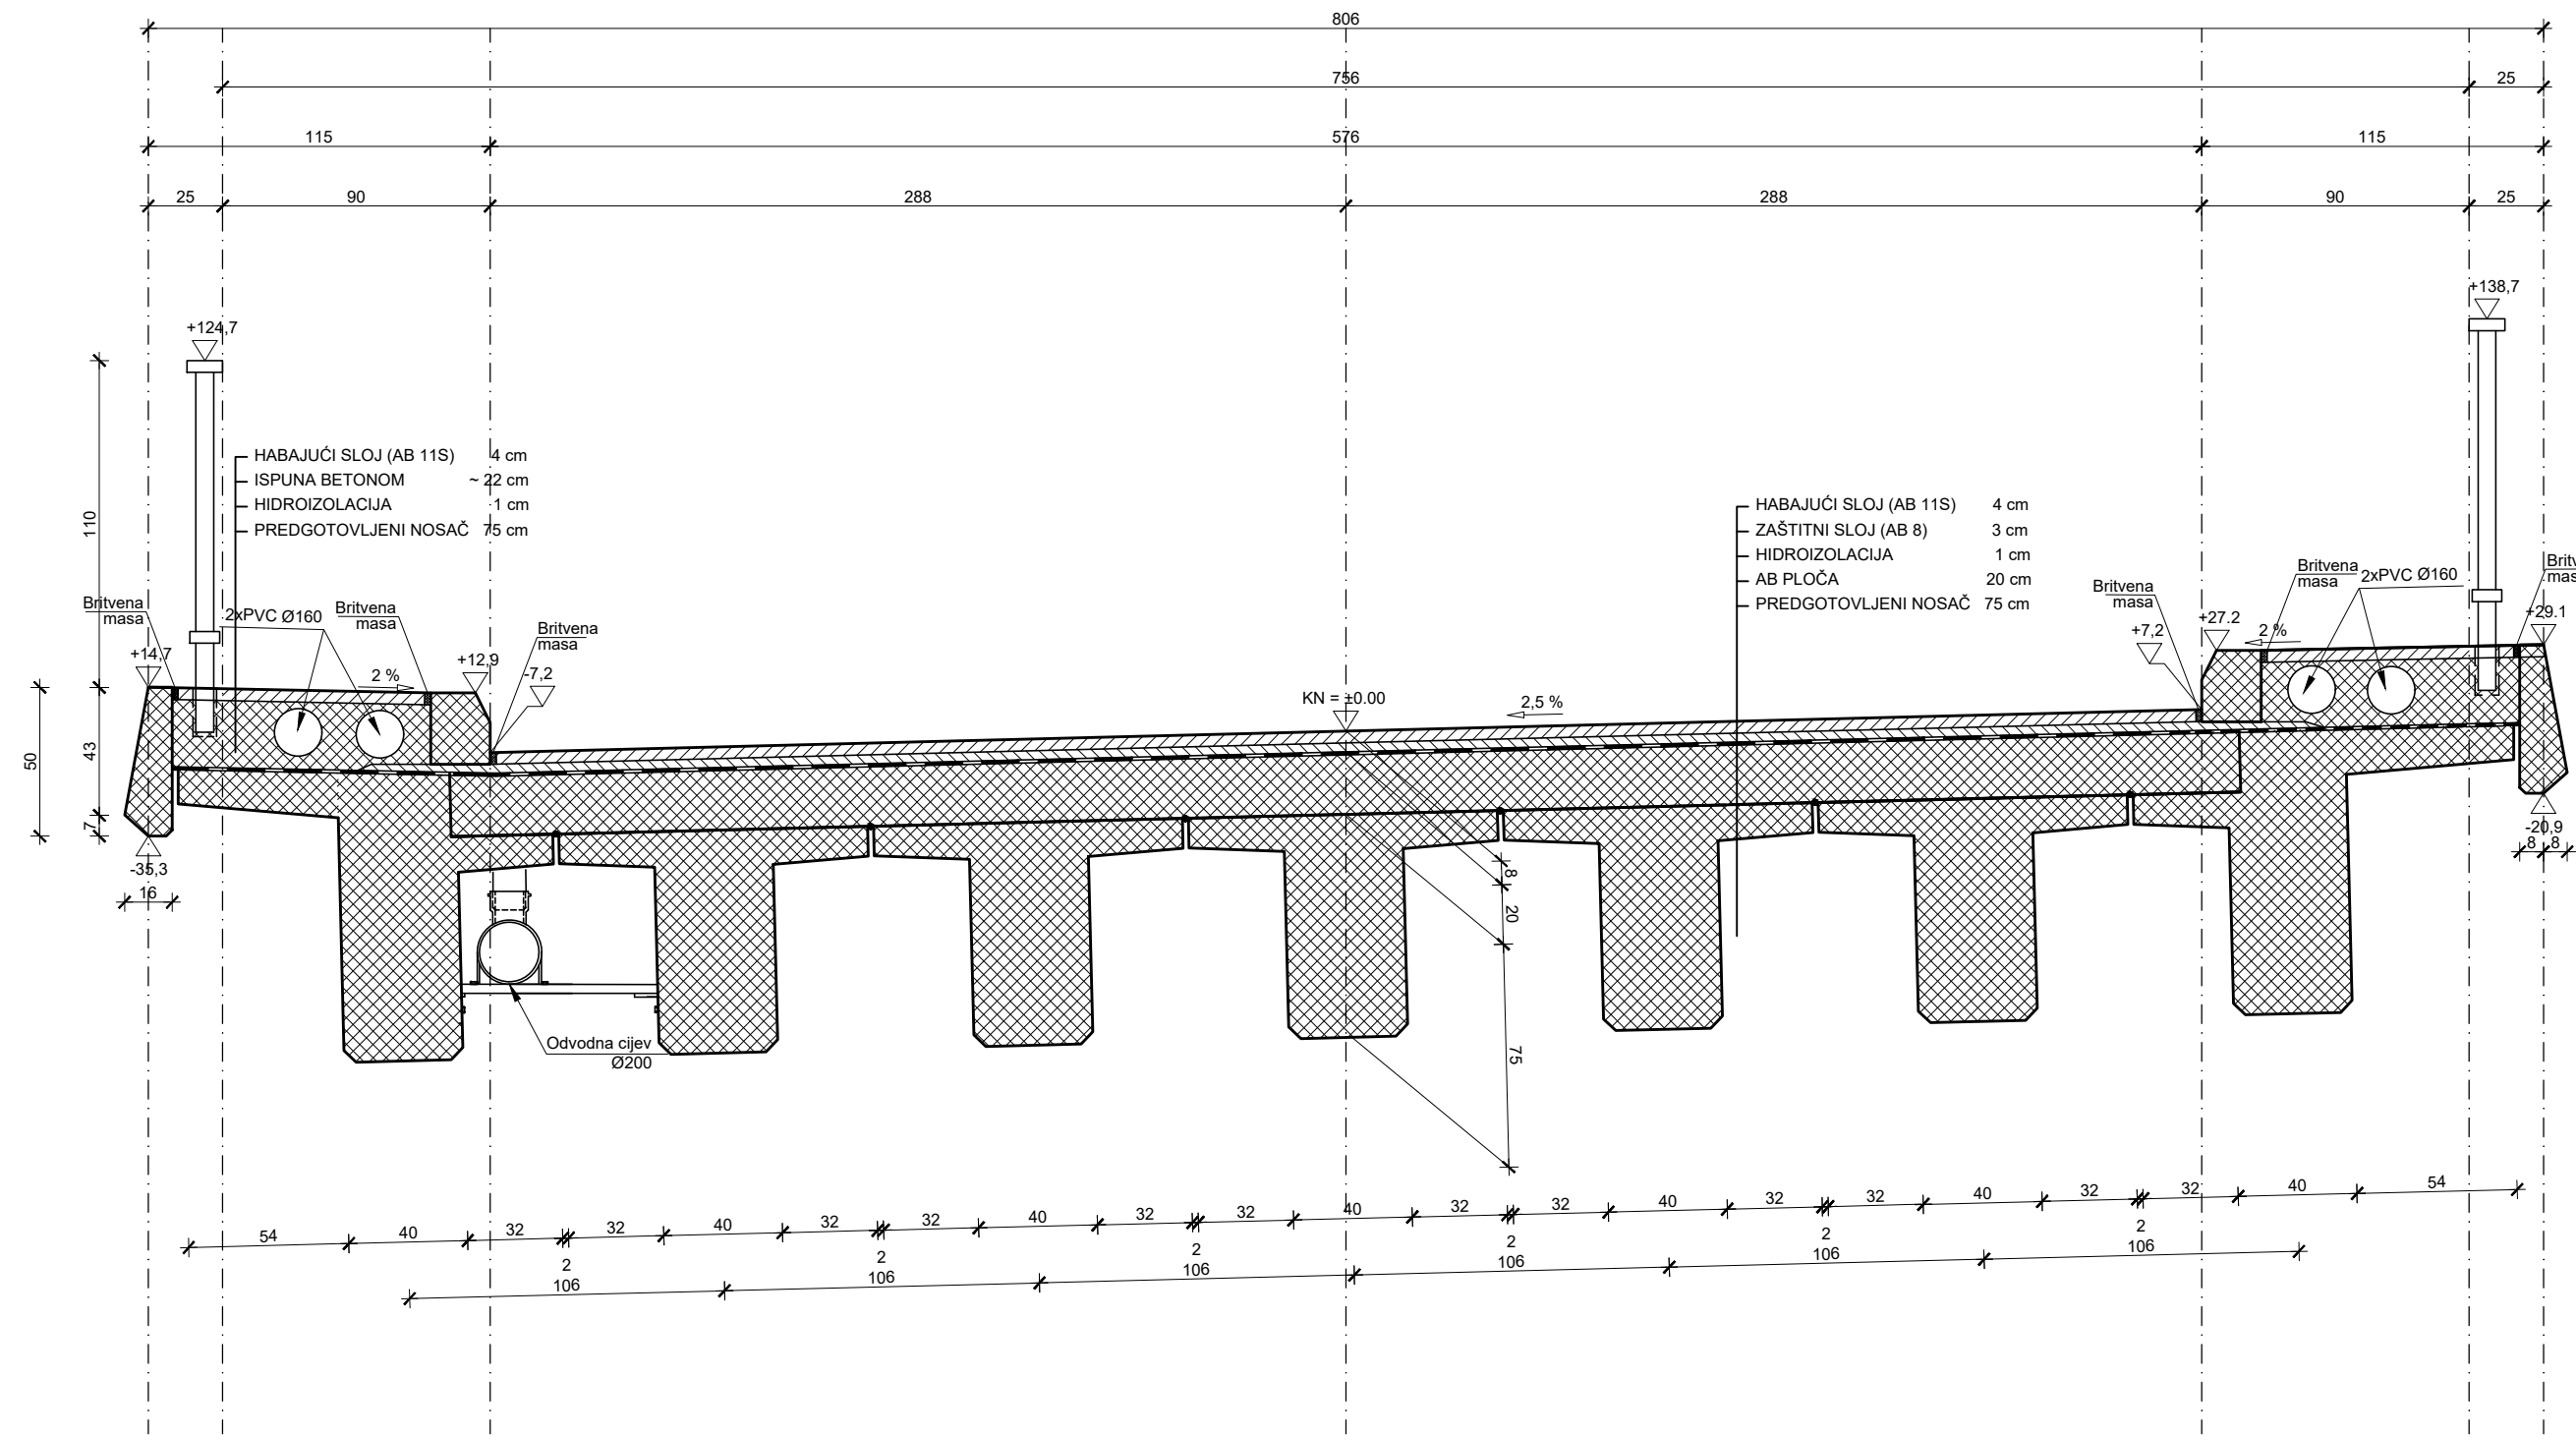 806
756
25
115
576
115
25
90
288
288
90
25
+138,7
+124,7
HABAJUĆI SLOJ (AB 11S) 4 cm
ISPUNA BETONOM ~ 22 cm
HIDROIZOLACIJA 1 cm
PREDGOTOVLJENI NOSAČ 75 cm
HABAJUĆI SLOJ (AB 11S) 4 cm
ZAŠTITNI SLOJ (AB 8) 3 cm
HIDROIZOLACIJA 1 cm
AB PLOČA 20 cm
PREDGOTOVLJENI NOSAČ 75 cm
110
Britvena
masa
2xPVC Ø160
Britvena
masa
Britvena
masa
Britvena
masa
Britvena
masa
2xPVC Ø160
+14,7
2 %
+12,9
-7,2
KN = ±0.00
2,5 %
+7,2
+27.2
2 %
+29.1
50
43
7
-35,3
16
-20,9
8
8
8
20
75
Odvodna cijev
Ø200
54
40
32
32
40
32
32
40
32
32
40
32
32
40
32
32
40
32
32
40
54
2
2
2
2
2
2
106
106
106
106
106
106